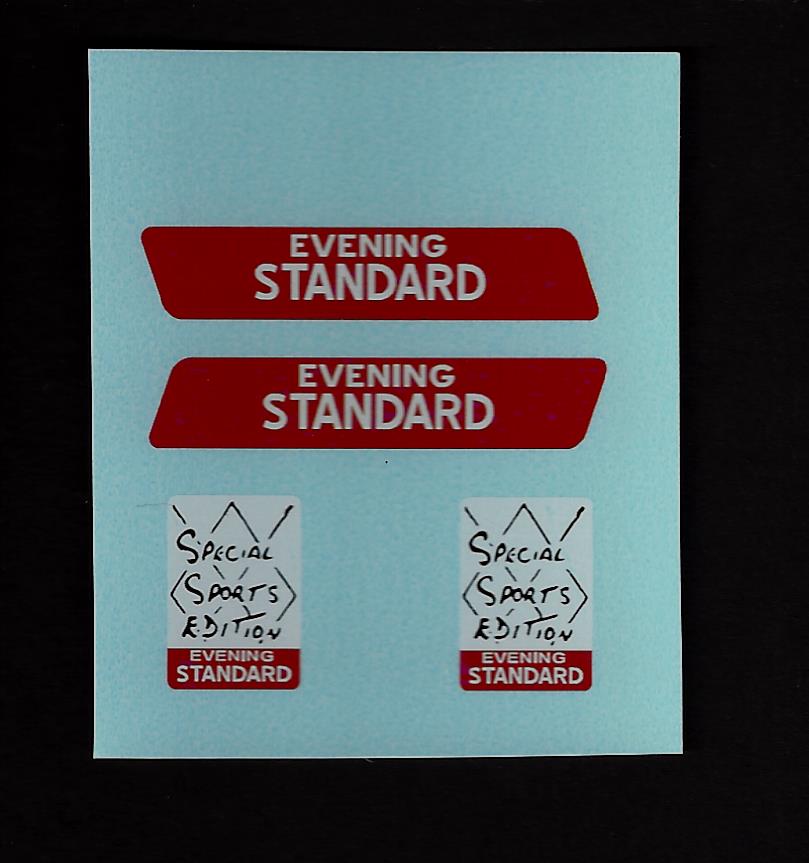 EVENING
STANDARD
EVENING
STANDARD
SPECIAL
SPORTS
EDITION
EVENING
STANDARD
SPECIAL
SPORTS
EDITION
EVENING
STANDARD